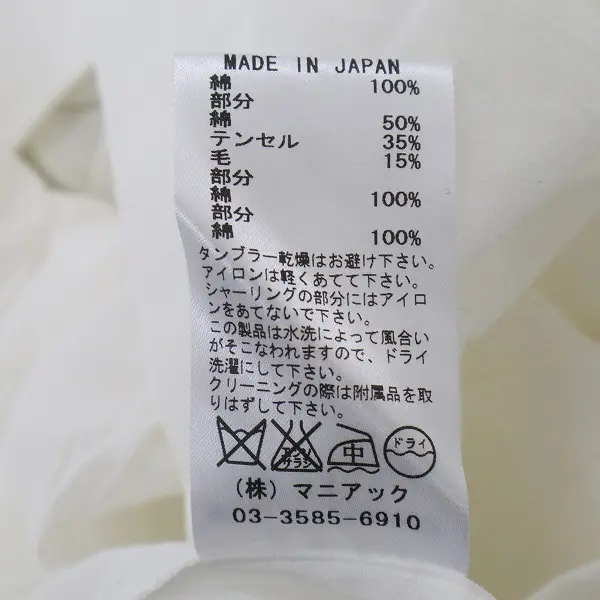 MADE IN JAPAN
綿 100%
部分
綿 50%
テンセル 35%
毛 15%
部分
綿 100%
部分
綿 100%
タンブラー乾燥はお避け下さい。
アイロンは軽くあてて下さい。
シャーリングの部分にはアイロ
ンをあてないで下さい。
この製品は水洗によって風合い
がそこなわれますので、ドライ
洗濯にして下さい。
クリーニングの際は附属品を取
りはずして下さい。
エンソサラシ 中 ドライ
(株) マニアック
03-3585-6910